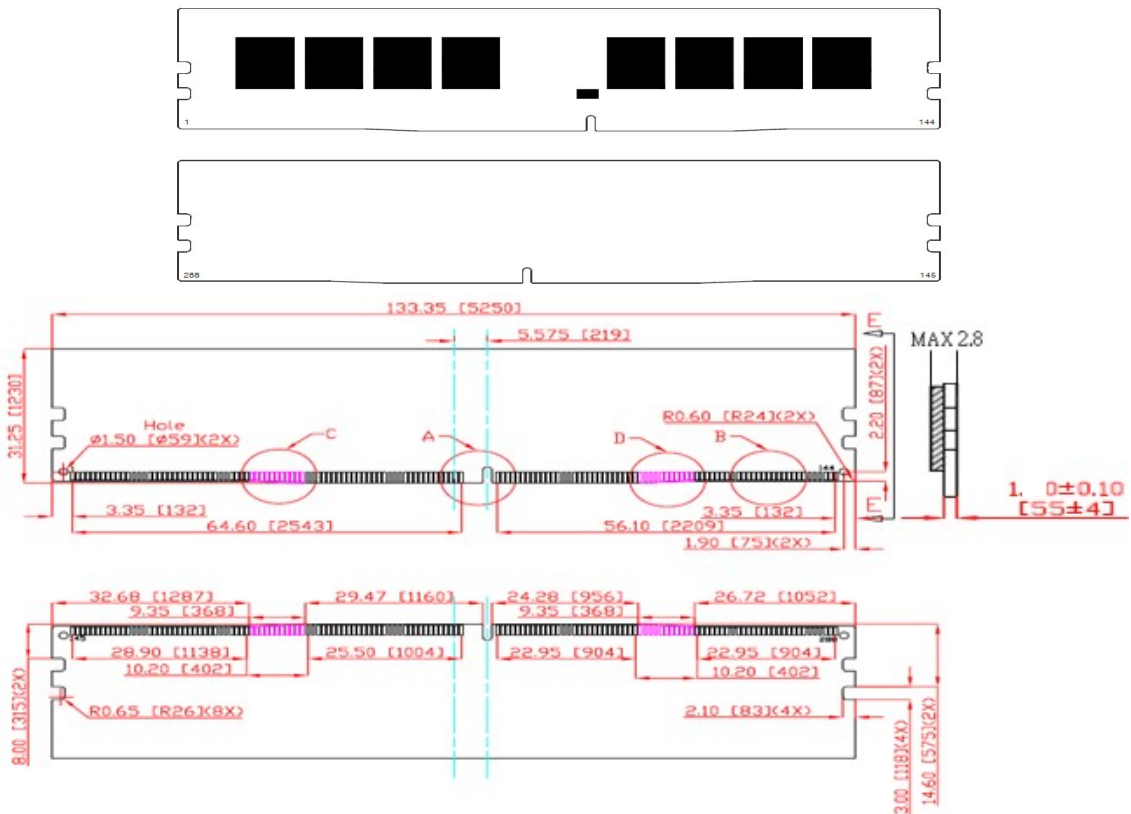 1
144
288
145
133.35 [5250]
5.575 [219]
E
MAX 2.8
31.25 [1230]
Hole
Ø1.50 [Ø59](2X)
C
A
D
B
R0.60 [R24](2X)
2.20 [87](2X)
1
144
3.35 [132]
64.60 [2543]
56.10 [2209]
3.35 [132]
E
1.90 [75](2X)
1. 0±0.10
[55±4]
32.68 [1287]
29.47 [1160]
24.28 [956]
26.72 [1052]
9.35 [368]
9.35 [368]
145
288
28.90 [1138]
25.50 [1004]
22.95 [904]
22.95 [904]
10.20 [402]
10.20 [402]
8.00 [315](2X)
R0.65 [R26](8X)
2.10 [83](4X)
3.00 [118](4X)
14.60 [575](2X)